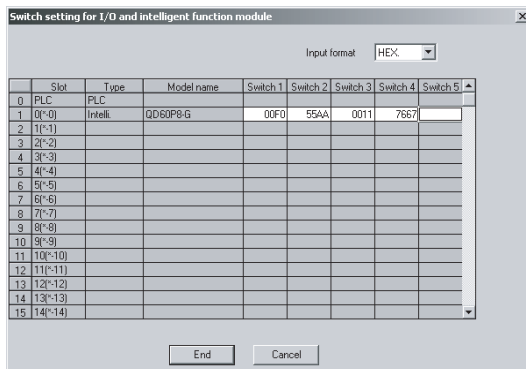 Switch setting for I/O and intelligent function module X
Input format HEX.
Slot Type Model name Switch 1 Switch 2 Switch 3 Switch 4 Switch 5
0 PLC PLC
1 0(*-0) Intelli. QD60P8-G 00F0 55AA 0011 7667
2 1(*-1)
3 2(*-2)
4 3(*-3)
5 4(*-4)
6 5(*-5)
7 6(*-6)
8 7(*-7)
9 8(*-8)
10 9(*-9)
11 10(*-10)
12 11(*-11)
13 12(*-12)
14 13(*-13)
15 14(*-14)
End Cancel